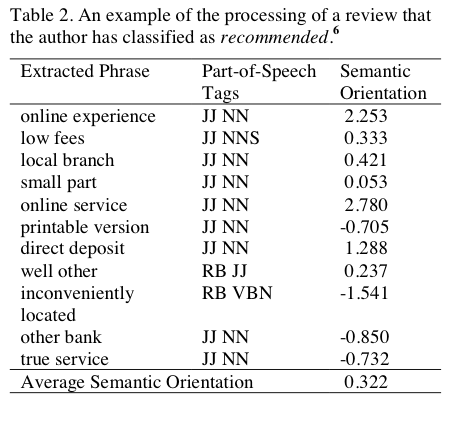 Table 2. An example of the processing of a review that
the author has classified as recommended.6
Extracted Phrase Part-of-Speech Tags Semantic Orientation
online experience JJ NN 2.253
low fees JJ NNS 0.333
local branch JJ NN 0.421
small part JJ NN 0.053
online service JJ NN 2.780
printable version JJ NN -0.705
direct deposit JJ NN 1.288
well other RB JJ 0.237
inconveniently located RB VBN -1.541
other bank JJ NN -0.850
true service JJ NN -0.732
Average Semantic Orientation 0.322